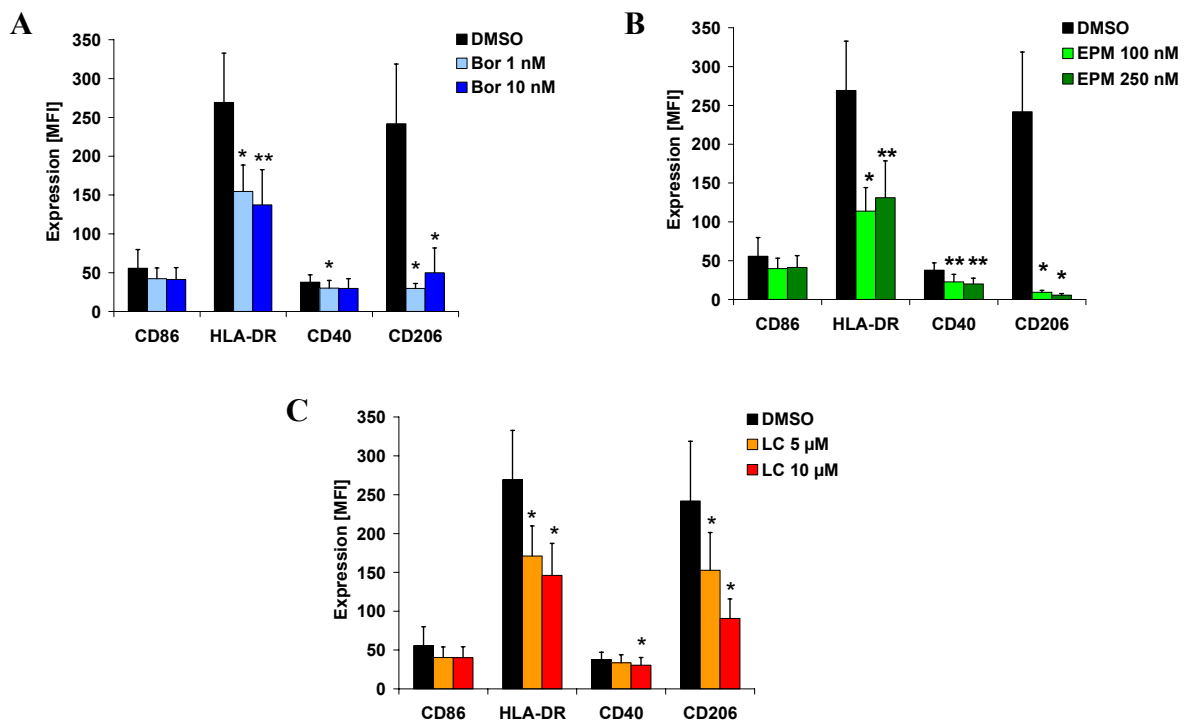 A
350
300
250
200
150
100
50
0
Expression [MFI]
DMSO
Bor 1 nM
Bor 10 nM
* ** * * *
CD86 HLA-DR CD40 CD206
B
350
300
250
200
150
100
50
0
Expression [MFI]
DMSO
EPM 100 nM
EPM 250 nM
* ** ** ** * *
CD86 HLA-DR CD40 CD206
C
350
300
250
200
150
100
50
0
Expression [MFI]
DMSO
LC 5 µM
LC 10 µM
* * * * *
CD86 HLA-DR CD40 CD206